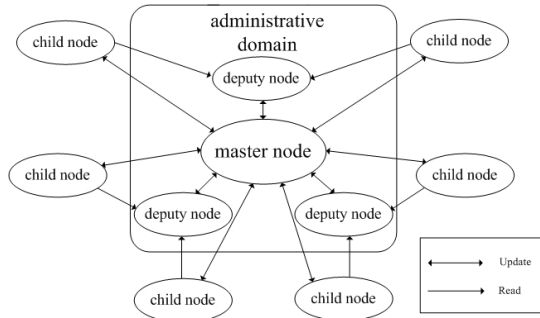 administrative
domain
child node
child node
deputy node
master node
child node
child node
deputy node
deputy node
child node
child node
Update
Read